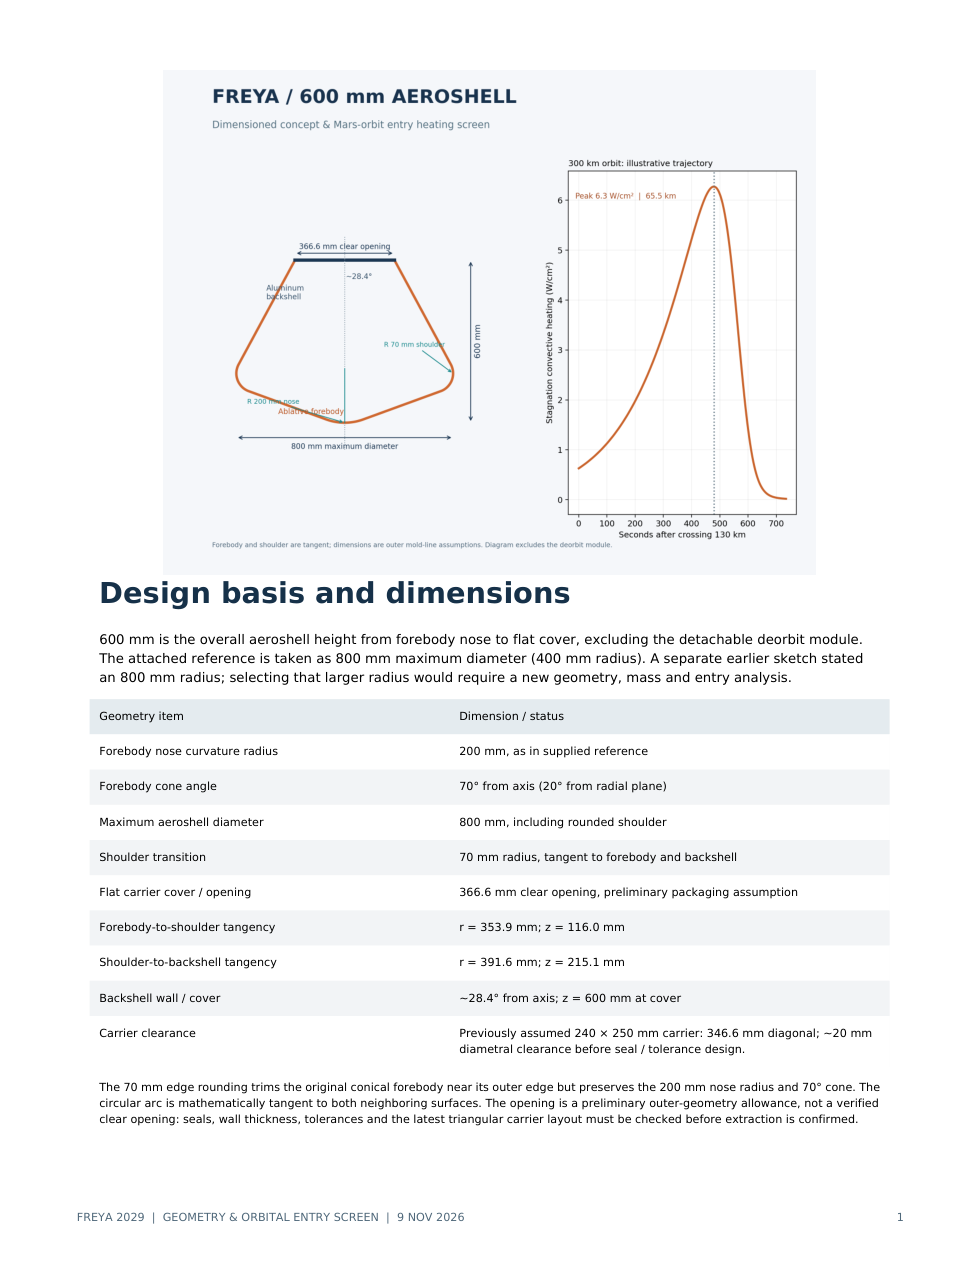 FREYA / 600 mm AEROSHELL
Dimensioned concept & Mars-orbit entry heating screen
300 km orbit: illustrative trajectory
Peak 6.3 W/cm² | 65.5 km
Stagnation convective heating (W/cm²)
6
5
4
3
2
1
0
0 100 200 300 400 500 600 700
Seconds after crossing 130 km
366.6 mm clear opening
~28.4°
Aluminum
backshell
R 70 mm shoulder
600 mm
R 200 mm nose
Ablative forebody
800 mm maximum diameter
Forebody and shoulder are tangent; dimensions are outer mold-line assumptions. Diagram excludes the deorbit module.
Design basis and dimensions
600 mm is the overall aeroshell height from forebody nose to flat cover, excluding the detachable deorbit module.
The attached reference is taken as 800 mm maximum diameter (400 mm radius). A separate earlier sketch stated
an 800 mm radius; selecting that larger radius would require a new geometry, mass and entry analysis.
Geometry item Dimension / status
Forebody nose curvature radius 200 mm, as in supplied reference
Forebody cone angle 70° from axis (20° from radial plane)
Maximum aeroshell diameter 800 mm, including rounded shoulder
Shoulder transition 70 mm radius, tangent to forebody and backshell
Flat carrier cover / opening 366.6 mm clear opening, preliminary packaging assumption
Forebody-to-shoulder tangency r = 353.9 mm; z = 116.0 mm
Shoulder-to-backshell tangency r = 391.6 mm; z = 215.1 mm
Backshell wall / cover ~28.4° from axis; z = 600 mm at cover
Carrier clearance Previously assumed 240 × 250 mm carrier: 346.6 mm diagonal; ~20 mm
diametral clearance before seal / tolerance design.
The 70 mm edge rounding trims the original conical forebody near its outer edge but preserves the 200 mm nose radius and 70° cone. The
circular arc is mathematically tangent to both neighboring surfaces. The opening is a preliminary outer-geometry allowance, not a verified
clear opening: seals, wall thickness, tolerances and the latest triangular carrier layout must be checked before extraction is confirmed.
FREYA 2029 | GEOMETRY & ORBITAL ENTRY SCREEN | 9 NOV 2026 1